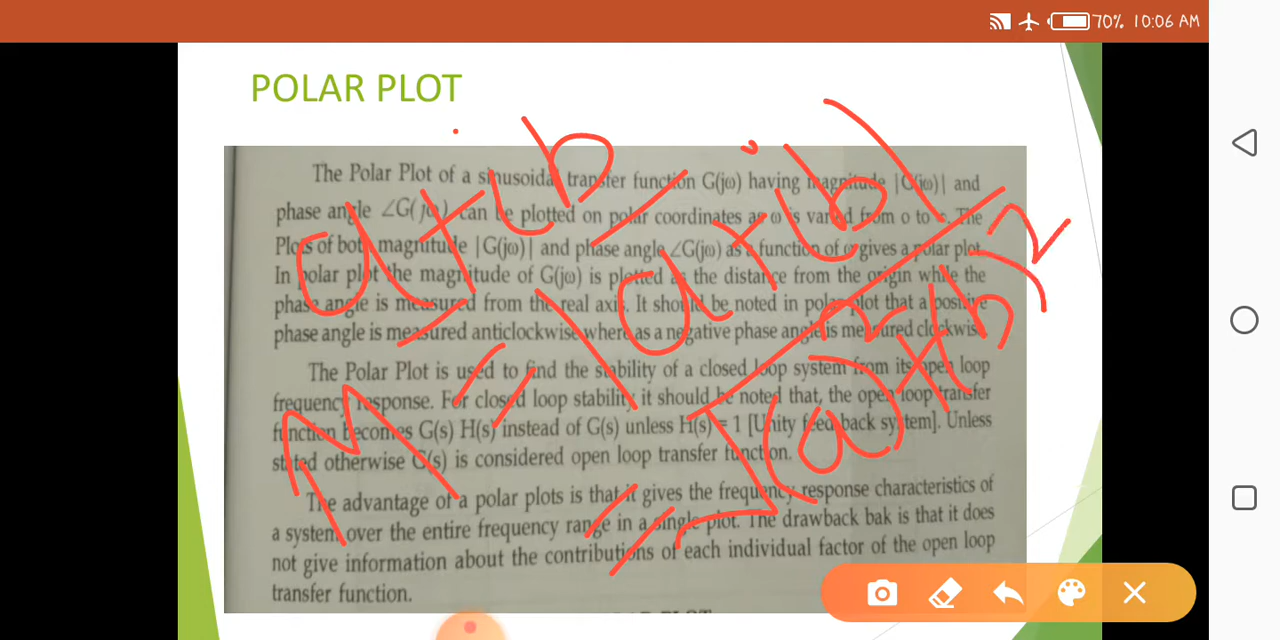 70% 10:06 AM
POLAR PLOT
The Polar Plot of a sinusoidal transfer function G(jω) having magnitude |G(jω)| and
phase angle ∠G(jω) can be plotted on polar coordinates as ω is varied from o to ∞. The
Plots of both magnitude |G(jω)| and phase angle ∠G(jω) as a function of ω gives a polar plot.
In polar plot the magnitude of G(jω) is plotted as the distance from the origin while the
phase angle is measured from the real axis. It should be noted in polar plot that a positive
phase angle is measured anticlockwise where as a negative phase angle is measured clockwise.
The Polar Plot is used to find the stability of a closed loop system from its open loop
frequency response. For closed loop stability it should be noted that, the open loop transfer
function becomes G(s) H(s) instead of G(s) unless H(s) = 1 [Unity feed back system]. Unless
stated otherwise G(s) is considered open loop transfer function.
The advantage of a polar plots is that it gives the frequency response characteristics of
a system over the entire frequency range in a single plot. The drawback bak is that it does
not give information about the contributions of each individual factor of the open loop
transfer function.
a+ib
M = |a+ib|